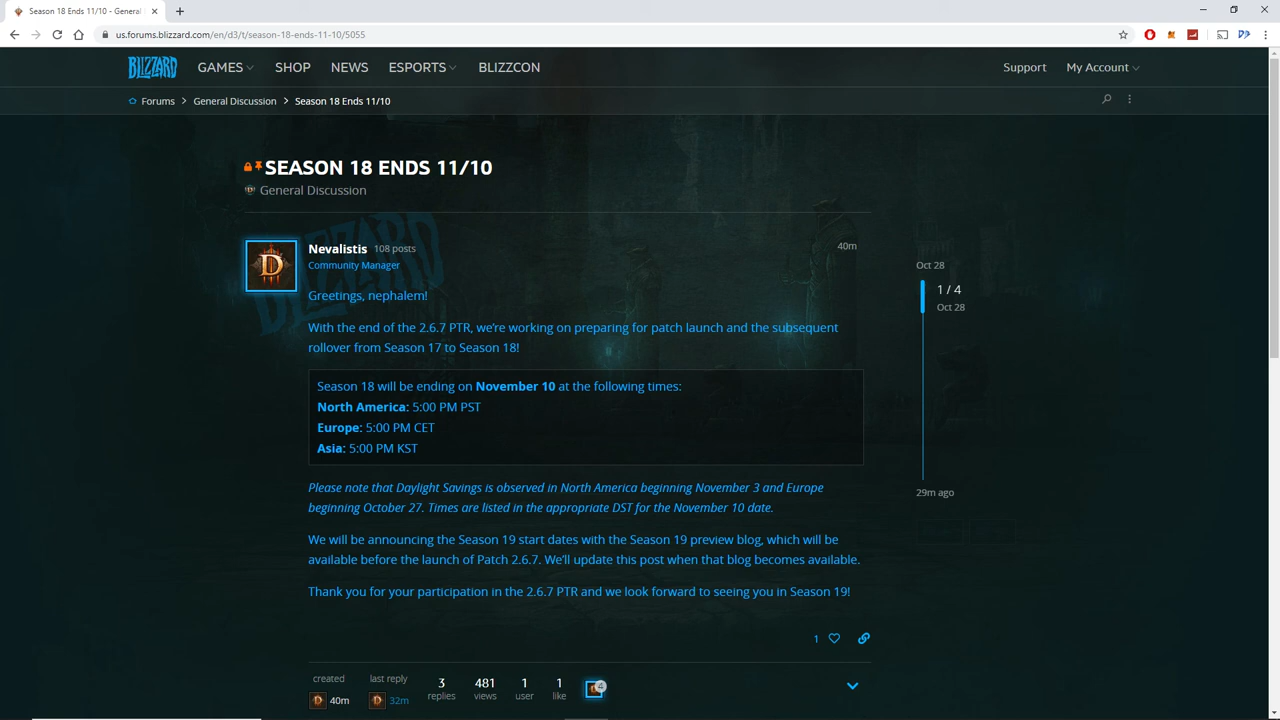 Season 18 Ends 11/10 - General
us.forums.blizzard.com/en/d3/t/season-18-ends-11-10/5055
BLIZZARD GAMES SHOP NEWS ESPORTS BLIZZCON Support My Account
Forums General Discussion Season 18 Ends 11/10
SEASON 18 ENDS 11/10
General Discussion
Nevalistis 108 posts 40m
Community Manager
Greetings, nephalem!
With the end of the 2.6.7 PTR, we're working on preparing for patch launch and the subsequent
rollover from Season 17 to Season 18!
Season 18 will be ending on November 10 at the following times:
North America: 5:00 PM PST
Europe: 5:00 PM CET
Asia: 5:00 PM KST
Please note that Daylight Savings is observed in North America beginning November 3 and Europe
beginning October 27. Times are listed in the appropriate DST for the November 10 date.
We will be announcing the Season 19 start dates with the Season 19 preview blog, which will be
available before the launch of Patch 2.6.7. We'll update this post when that blog becomes available.
Thank you for your participation in the 2.6.7 PTR and we look forward to seeing you in Season 19!
Oct 28
1 / 4
Oct 28
29m ago
1
created last reply 3 481 1 1 4
40m 32m replies views user like